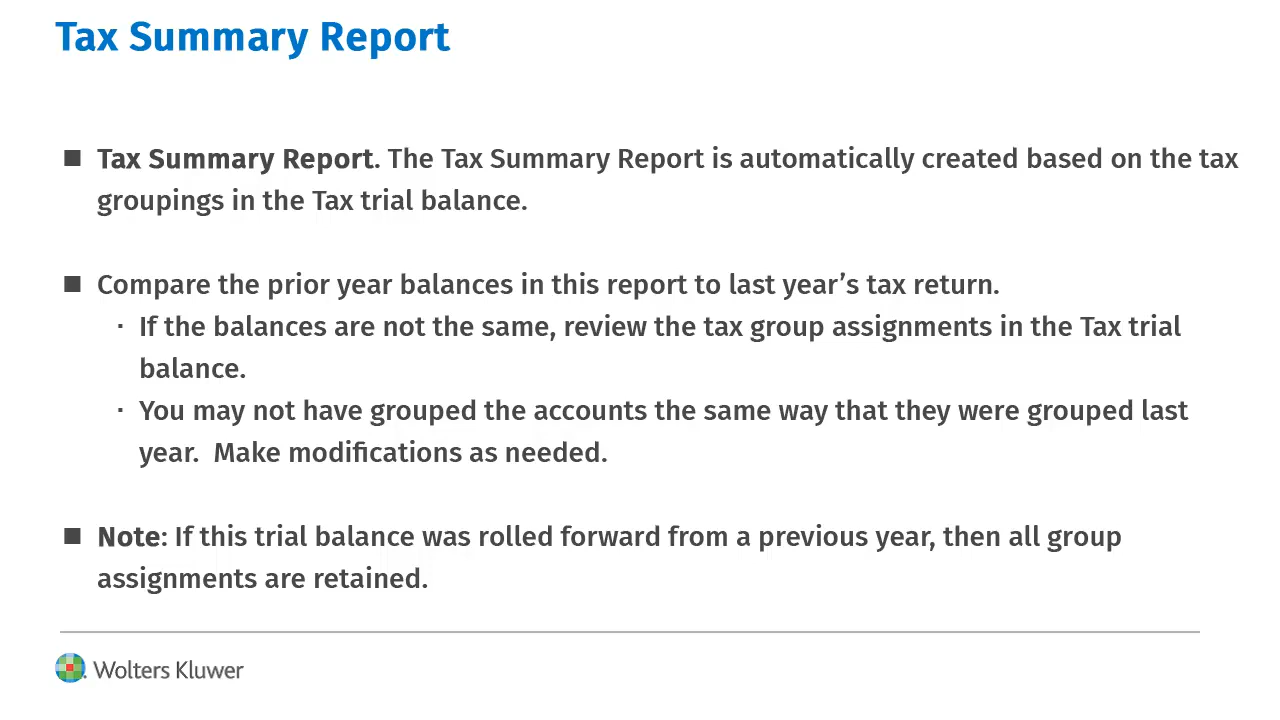 Tax Summary Report
■ Tax Summary Report. The Tax Summary Report is automatically created based on the tax
groupings in the Tax trial balance.
■ Compare the prior year balances in this report to last year’s tax return.
· If the balances are not the same, review the tax group assignments in the Tax trial
balance.
· You may not have grouped the accounts the same way that they were grouped last
year.  Make modifications as needed.
■ Note: If this trial balance was rolled forward from a previous year, then all group
assignments are retained.
Wolters Kluwer